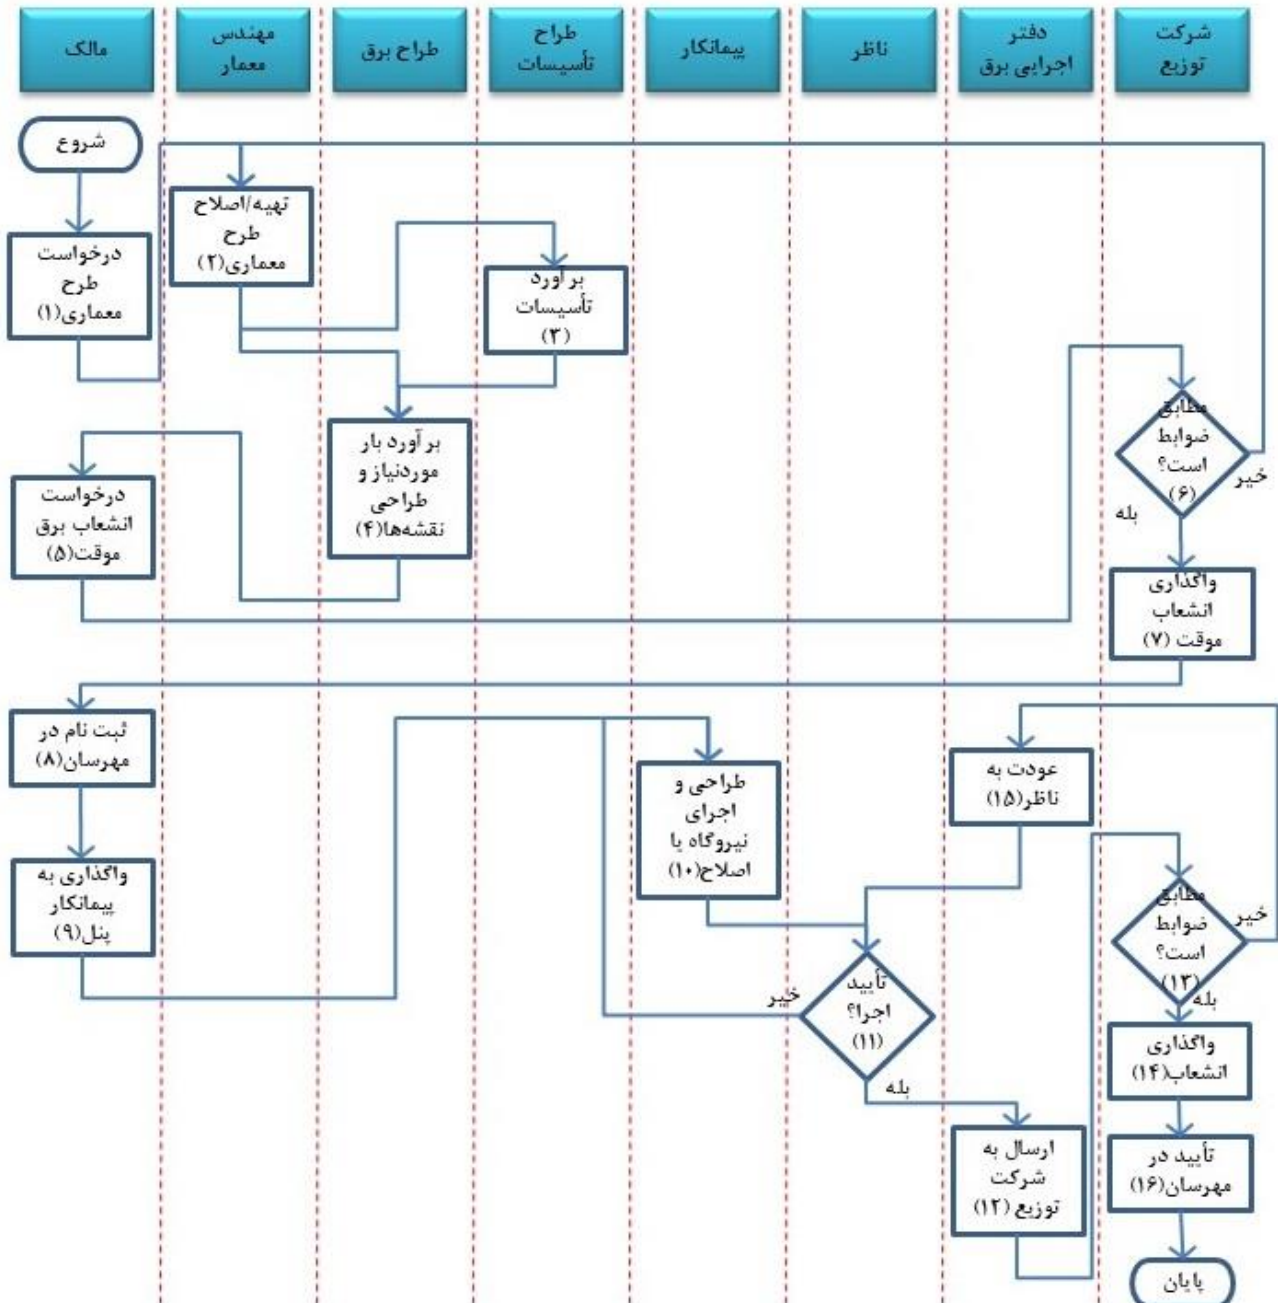 مالک
مهندس
معمار
طراح برق
طراح
تأسیسات
پیمانکار
ناظر
دفتر
اجرایی برق
شرکت
توزیع
شروع
درخواست
طرح
معماری(۱)
تهیه/اصلاح
طرح
معماری(۲)
برآورد
تأسیسات
(۳)
برآورد بار
موردنیاز و
طراحی
نقشه‌ها(۴)
درخواست
انشعاب برق
موقت(۵)
مطابق
ضوابط
است؟
(۶)
خیر
بله
واگذاری
انشعاب
موقت (۷)
ثبت نام در
مهرسان(۸)
واگذاری به
پیمانکار
پنل(۹)
طراحی و
اجرای
نیروگاه یا
اصلاح(۱۰)
عودت به
ناظر(۱۵)
تأیید
اجرا؟
(۱۱)
خیر
بله
ارسال به
شرکت
توزیع (۱۲)
مطابق
ضوابط
است؟
(۱۳)
خیر
بله
واگذاری
انشعاب(۱۴)
تأیید در
مهرسان(۱۶)
پایان